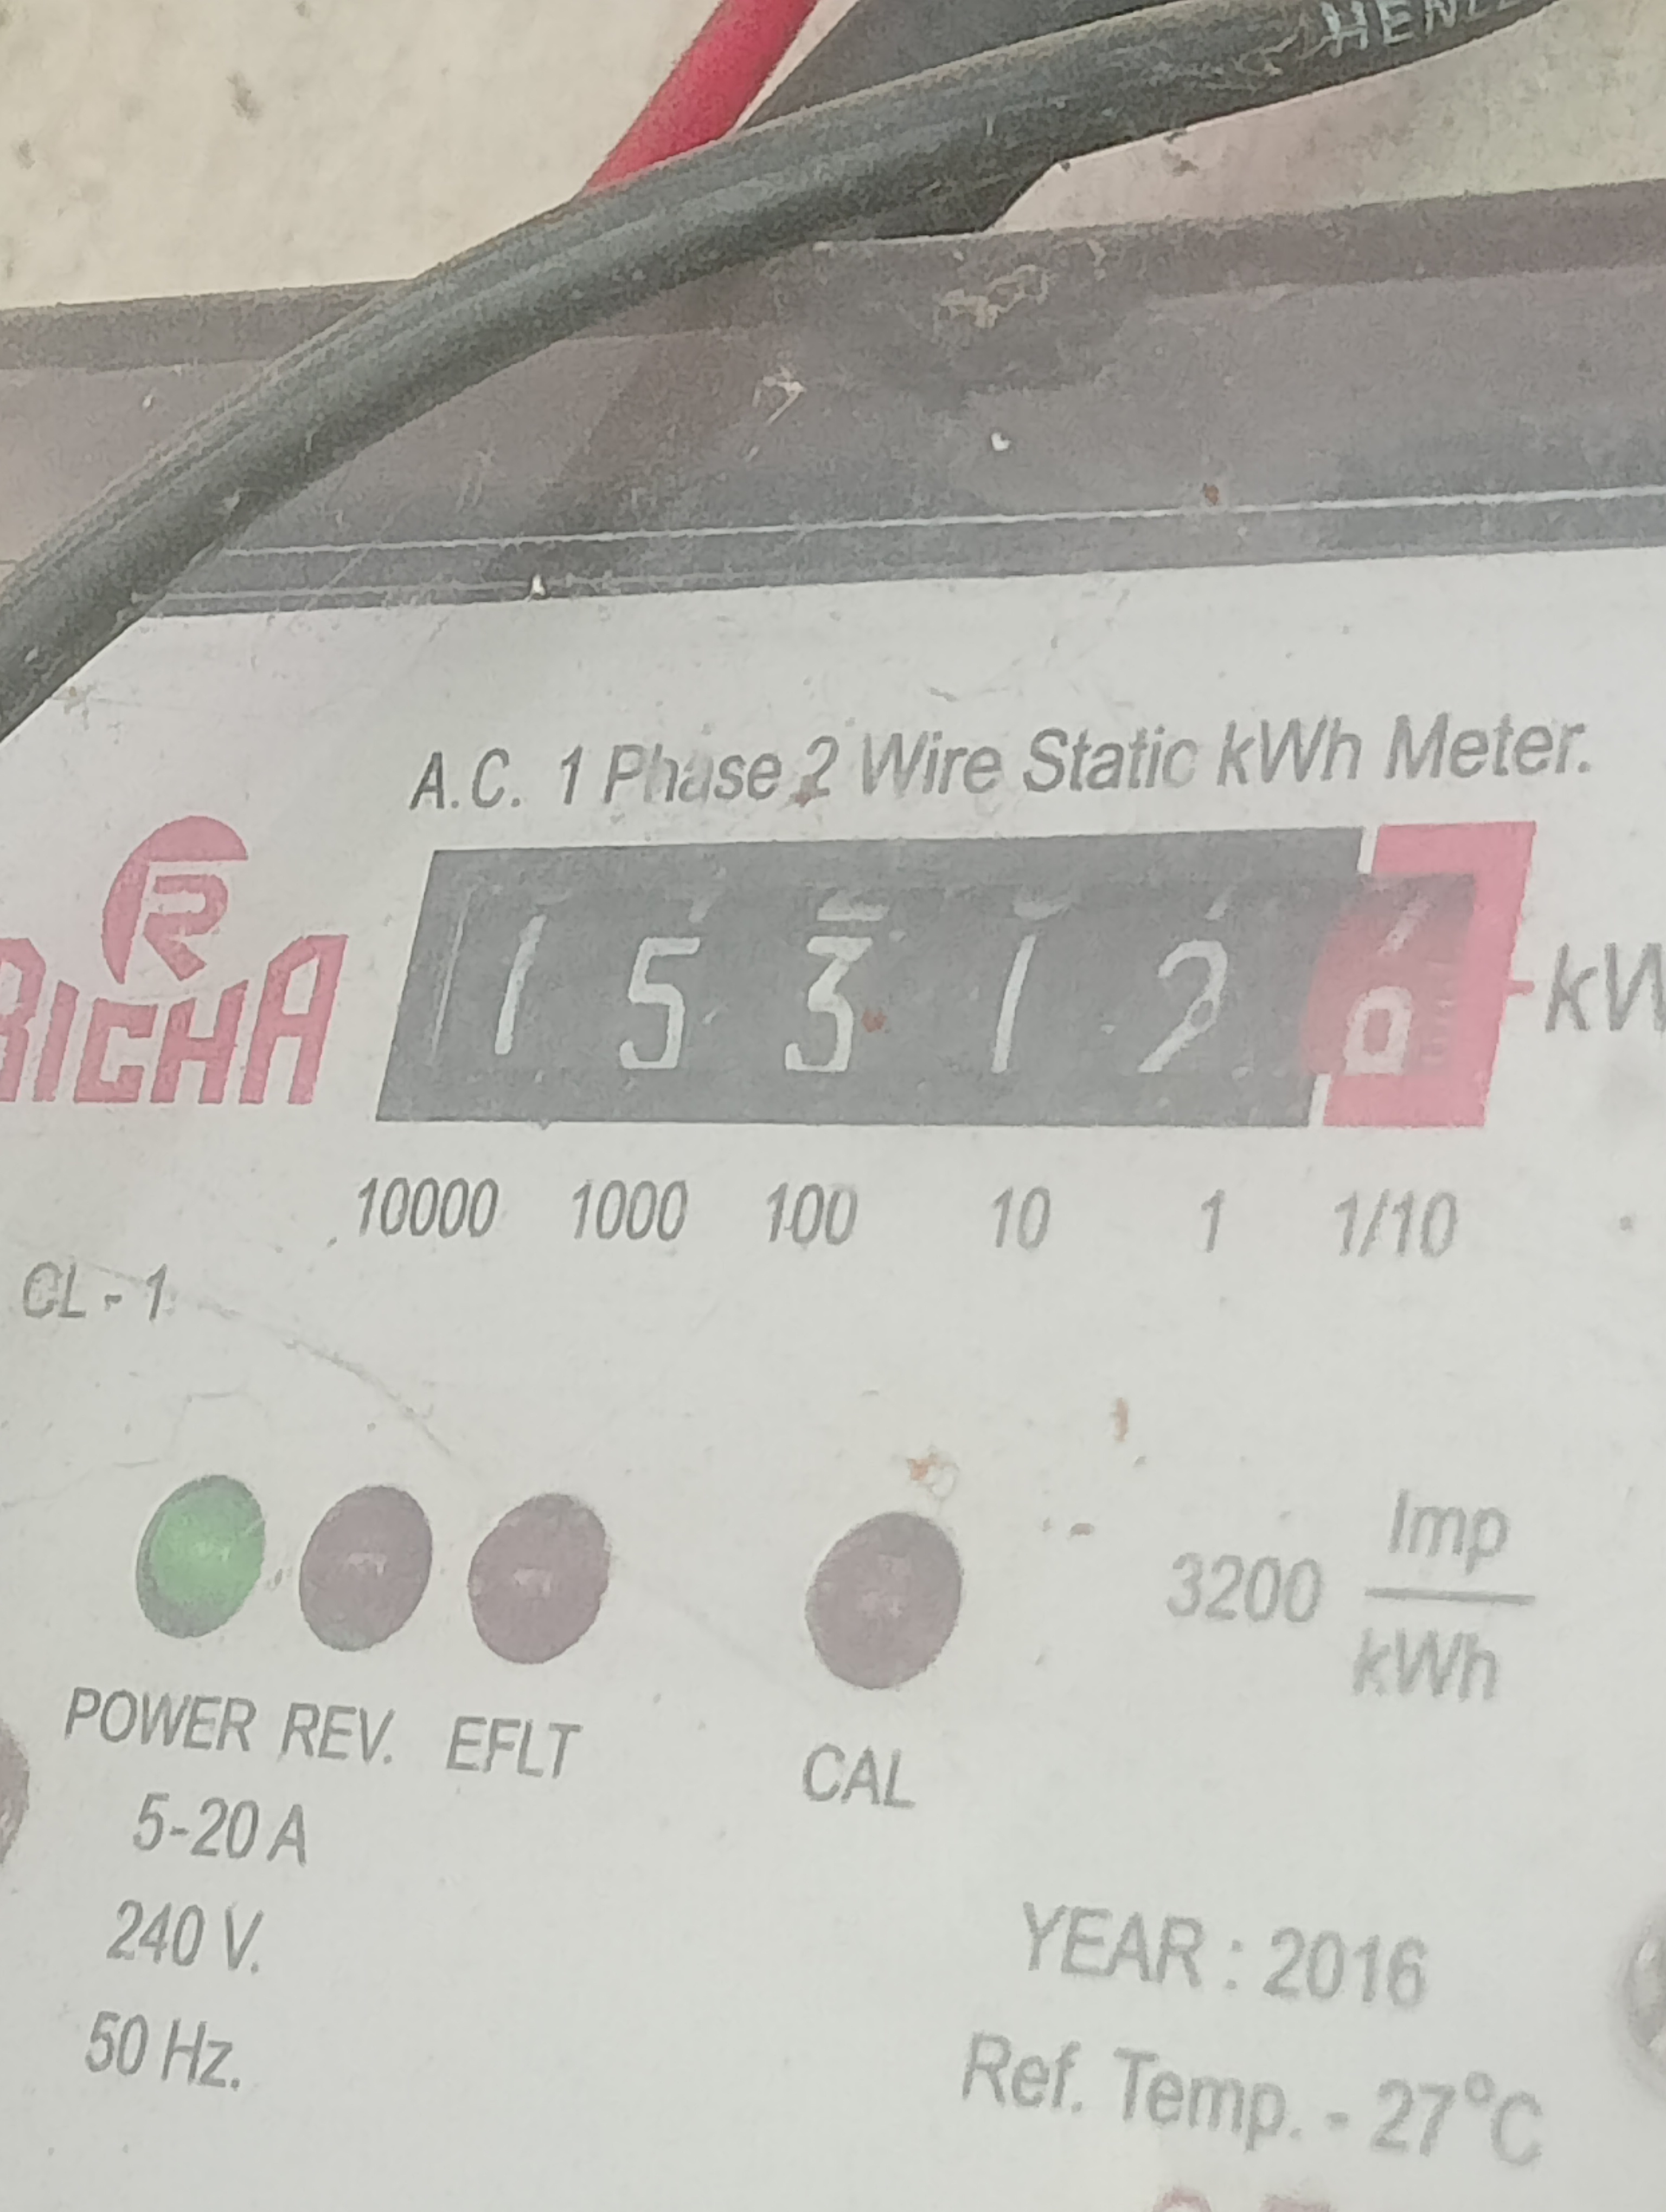 A.C. 1 Phase 2 Wire Static kWh Meter.
R
RICHA
1 5 3 1 2
kW
10000 1000 100 10 1 1/10
CL - 1
3200 Imp
kWh
POWER REV. EFLT CAL
5-20 A
240 V.
50 Hz.
YEAR : 2016
Ref. Temp. - 27°C